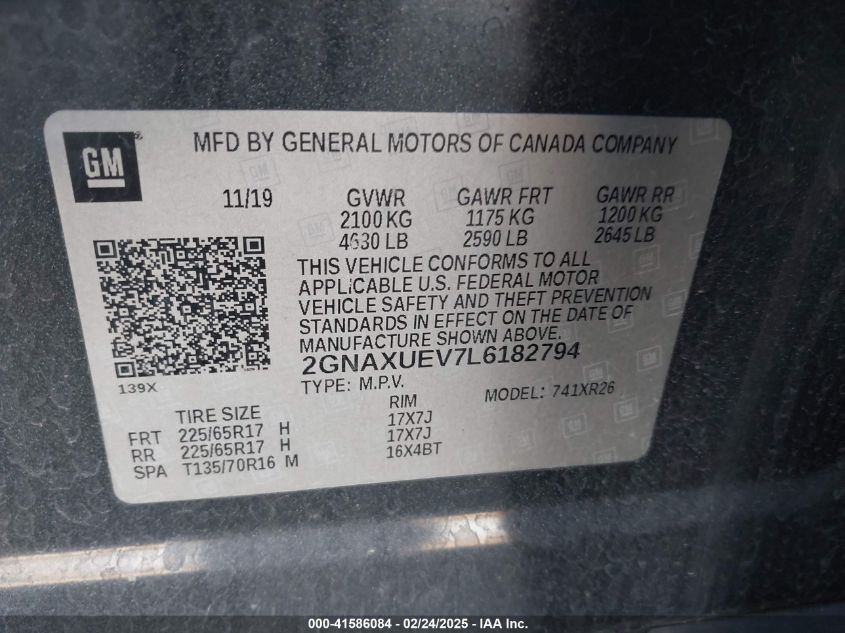 GM
MFD BY GENERAL MOTORS OF CANADA COMPANY
11/19 GVWR GAWR FRT GAWR RR
2100 KG 1175 KG 1200 KG
4630 LB 2590 LB 2645 LB
THIS VEHICLE CONFORMS TO ALL
APPLICABLE U.S. FEDERAL MOTOR
VEHICLE SAFETY AND THEFT PREVENTION
STANDARDS IN EFFECT ON THE DATE OF
MANUFACTURE SHOWN ABOVE.
2GNAXUEV7L6182794
TYPE: M.P.V. MODEL: 741XR26
139X
TIRE SIZE RIM
FRT 225/65R17 H 17X7J
RR 225/65R17 H 17X7J
SPA T135/70R16 M 16X4BT
000-41586084 - 02/24/2025 - IAA Inc.